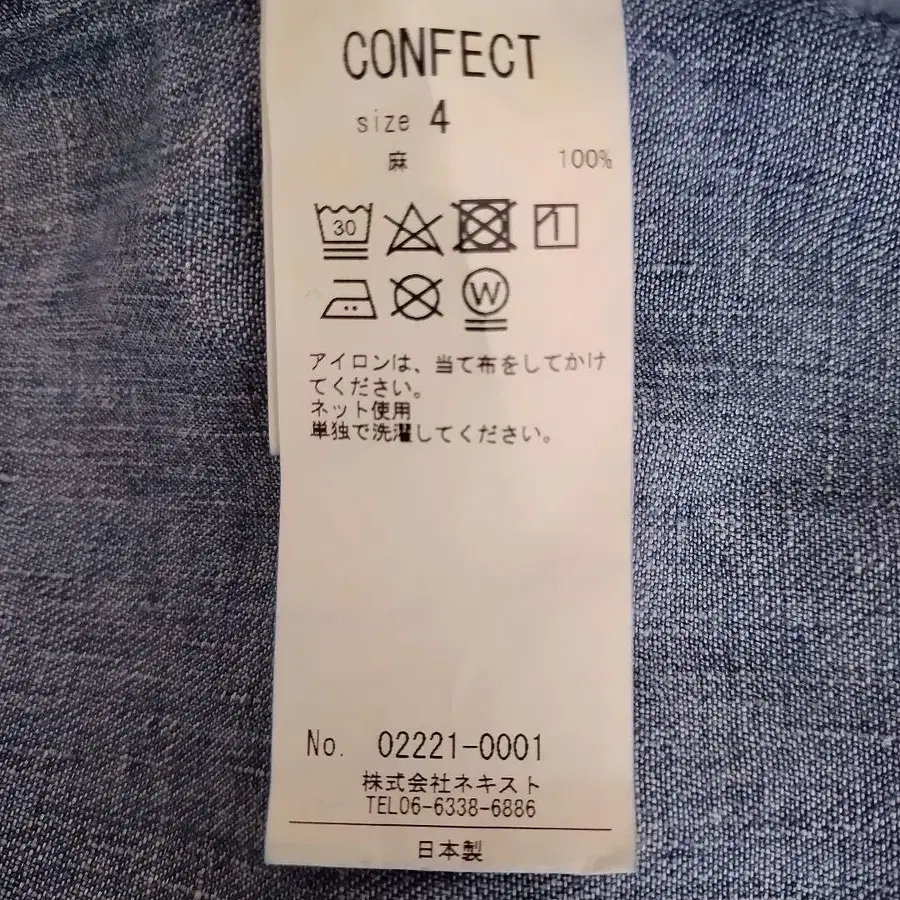 CONFECT
size 4
麻 100%
30
W
アイロンは、当て布をしてかけ
てください。
ネット使用
単独で洗濯してください。
No. 02221-0001
株式会社ネキスト
TEL06-6338-6886
日本製